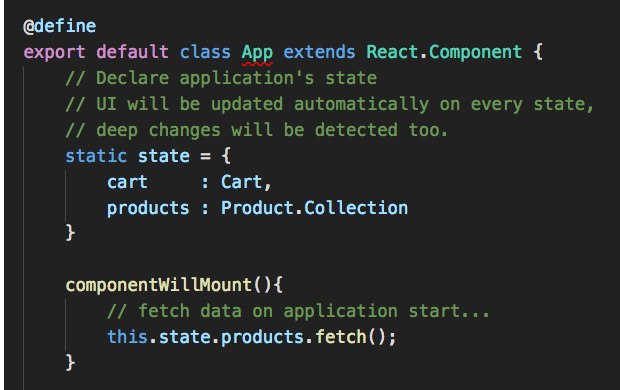 @define
export default class App extends React.Component {
    // Declare application's state
    // UI will be updated automatically on every state,
    // deep changes will be detected too.
    static state = {
        cart     : Cart,
        products : Product.Collection
    }

    componentWillMount(){
        // fetch data on application start...
        this.state.products.fetch();
    }